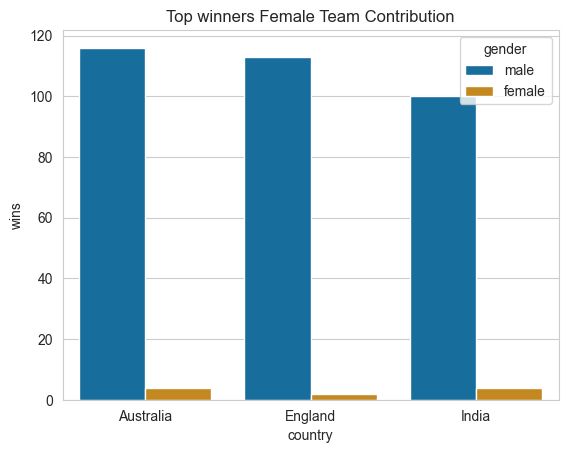 Top winners Female Team Contribution
gender
male
female
120
100
80
60
40
20
0
wins
Australia
England
India
country